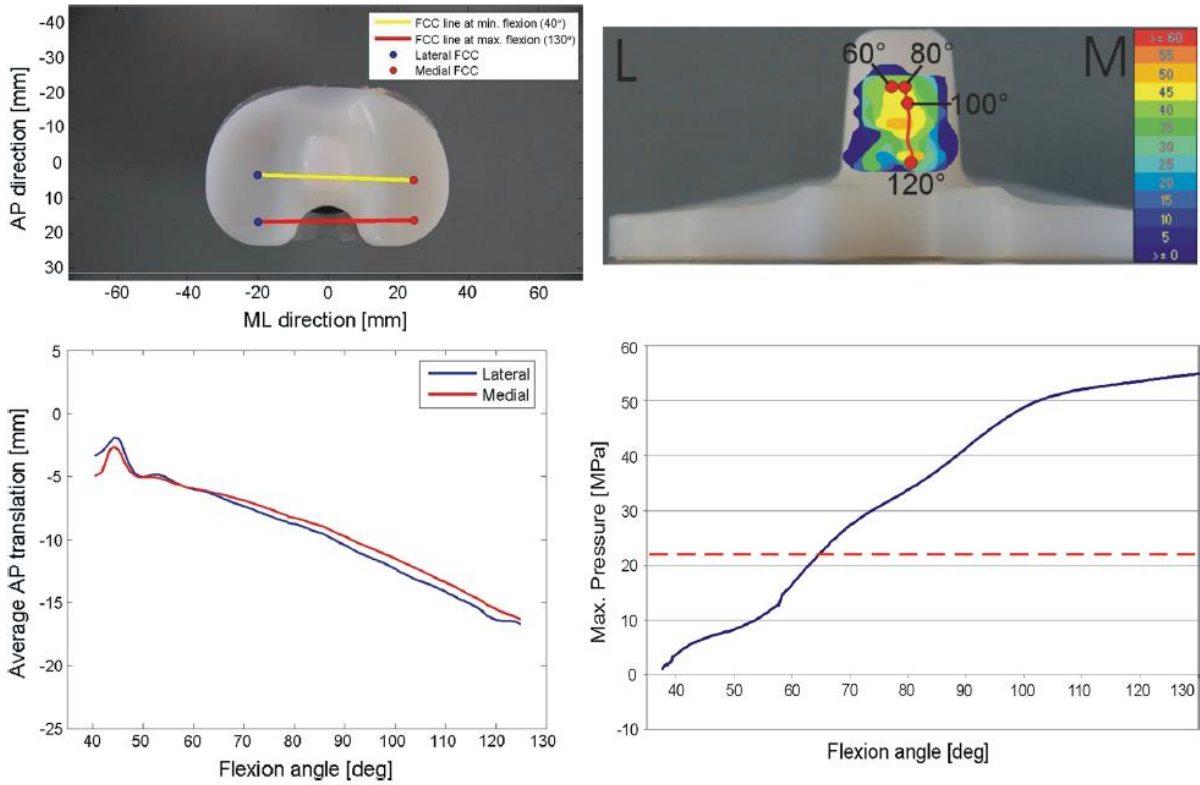 -40
-30
-20
-10
0
10
20
30
AP direction [mm]
FCC line at min. flexion (40°)
FCC line at max. flexion (130°)
Lateral FCC
Medial FCC
-60 -40 -20 0 20 40 60
ML direction [mm]
L
M
60° 80°
100°
120°
>= 60
55
50
45
40
35
30
25
20
15
10
5
>= 0
5
0
-5
-10
-15
-20
-25
Average AP translation [mm]
Lateral
Medial
40 50 60 70 80 90 100 110 120 130
Flexion angle [deg]
60
50
40
30
20
10
0
-10
Max. Pressure [MPa]
40 50 60 70 80 90 100 110 120 130
Flexion angle [deg]